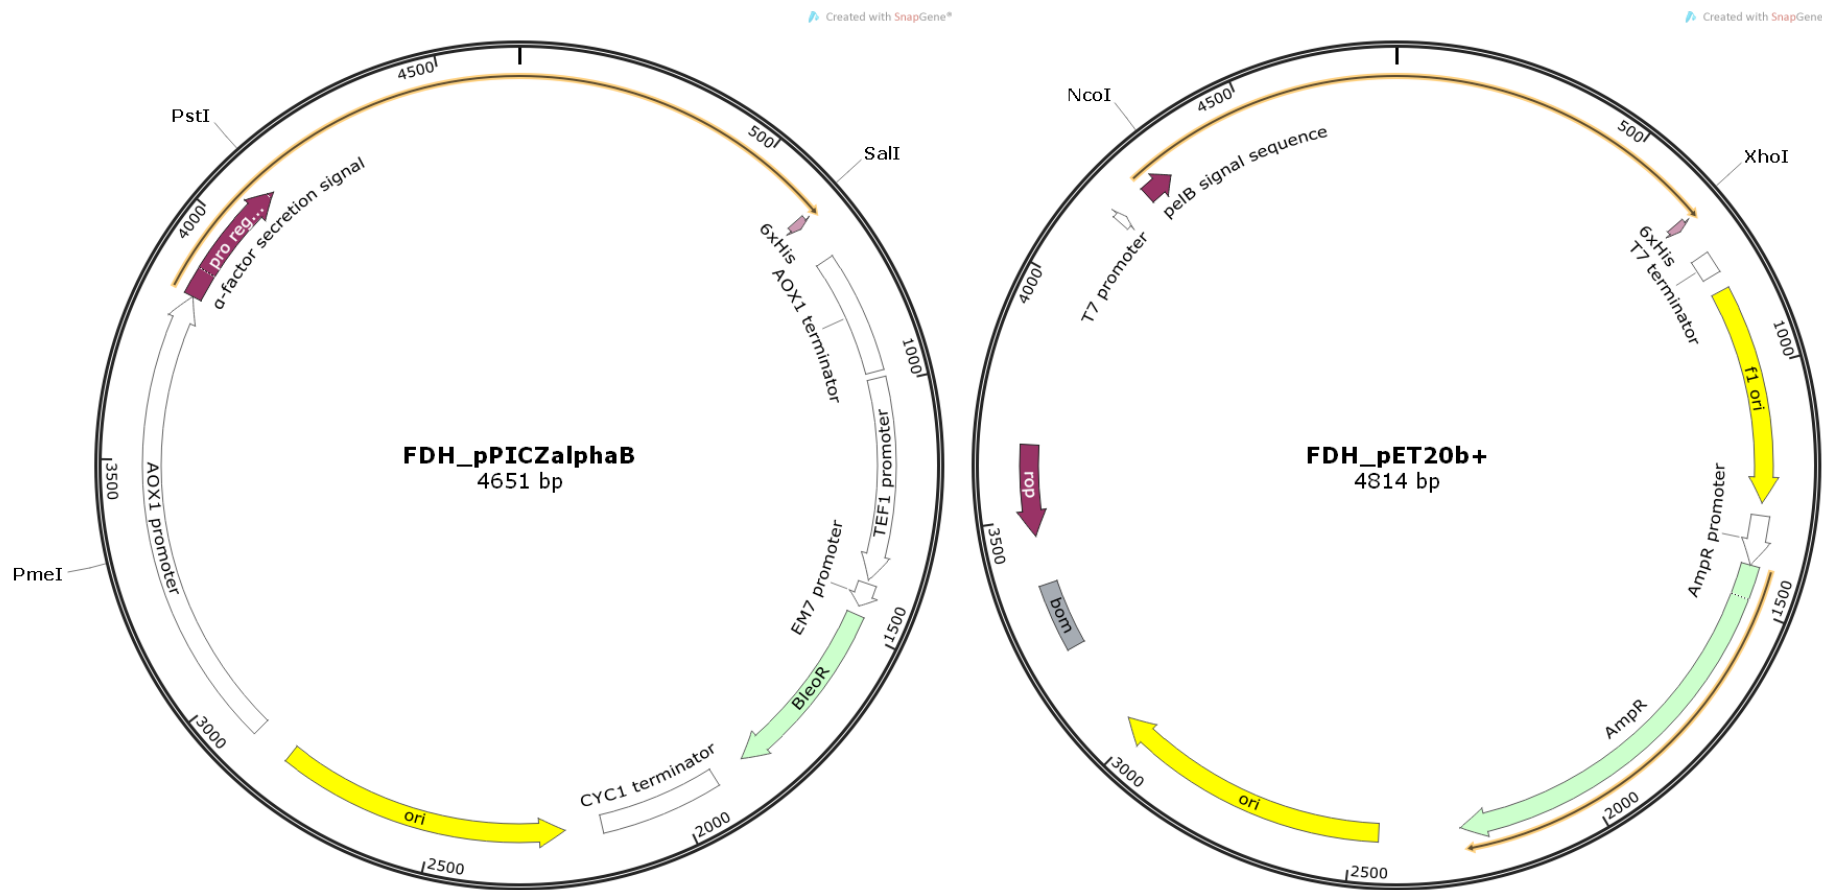 Created with SnapGene®
4500
PstI
500
SalI
4000
pro reg...
α-factor secretion signal
6xHis
AOX1 terminator
1000
FDH_pPICZalphaB
4651 bp
3500
AOX1 promoter
TEF1 promoter
EM7 promoter
PmeI
1500
BleoR
3000
CYC1 terminator
ori
2000
2500
Created with SnapGene
NcoI
4500
pelB signal sequence
500
XhoI
T7 promoter
4000
6xHis
T7 terminator
1000
f1 ori
FDH_pET20b+
4814 bp
rop
AmpR promoter
3500
bom
1500
AmpR
3000
ori
2000
2500